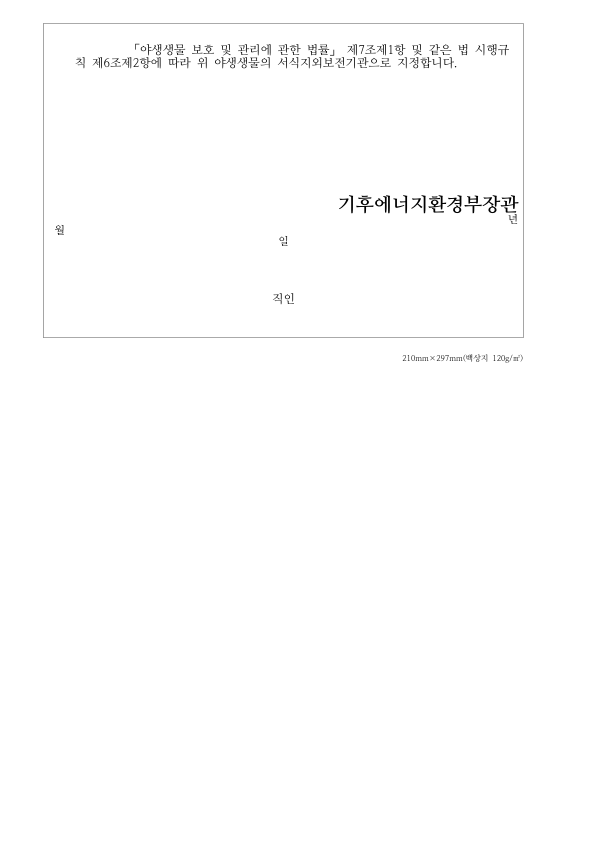 「야생생물 보호 및 관리에 관한 법률」 제7조제1항 및 같은 법 시행규
칙 제6조제2항에 따라 위 야생생물의 서식지외보전기관으로 지정합니다.
기후에너지환경부장관
년
월
일
직인
210mm×297mm(백상지 120g/㎡)